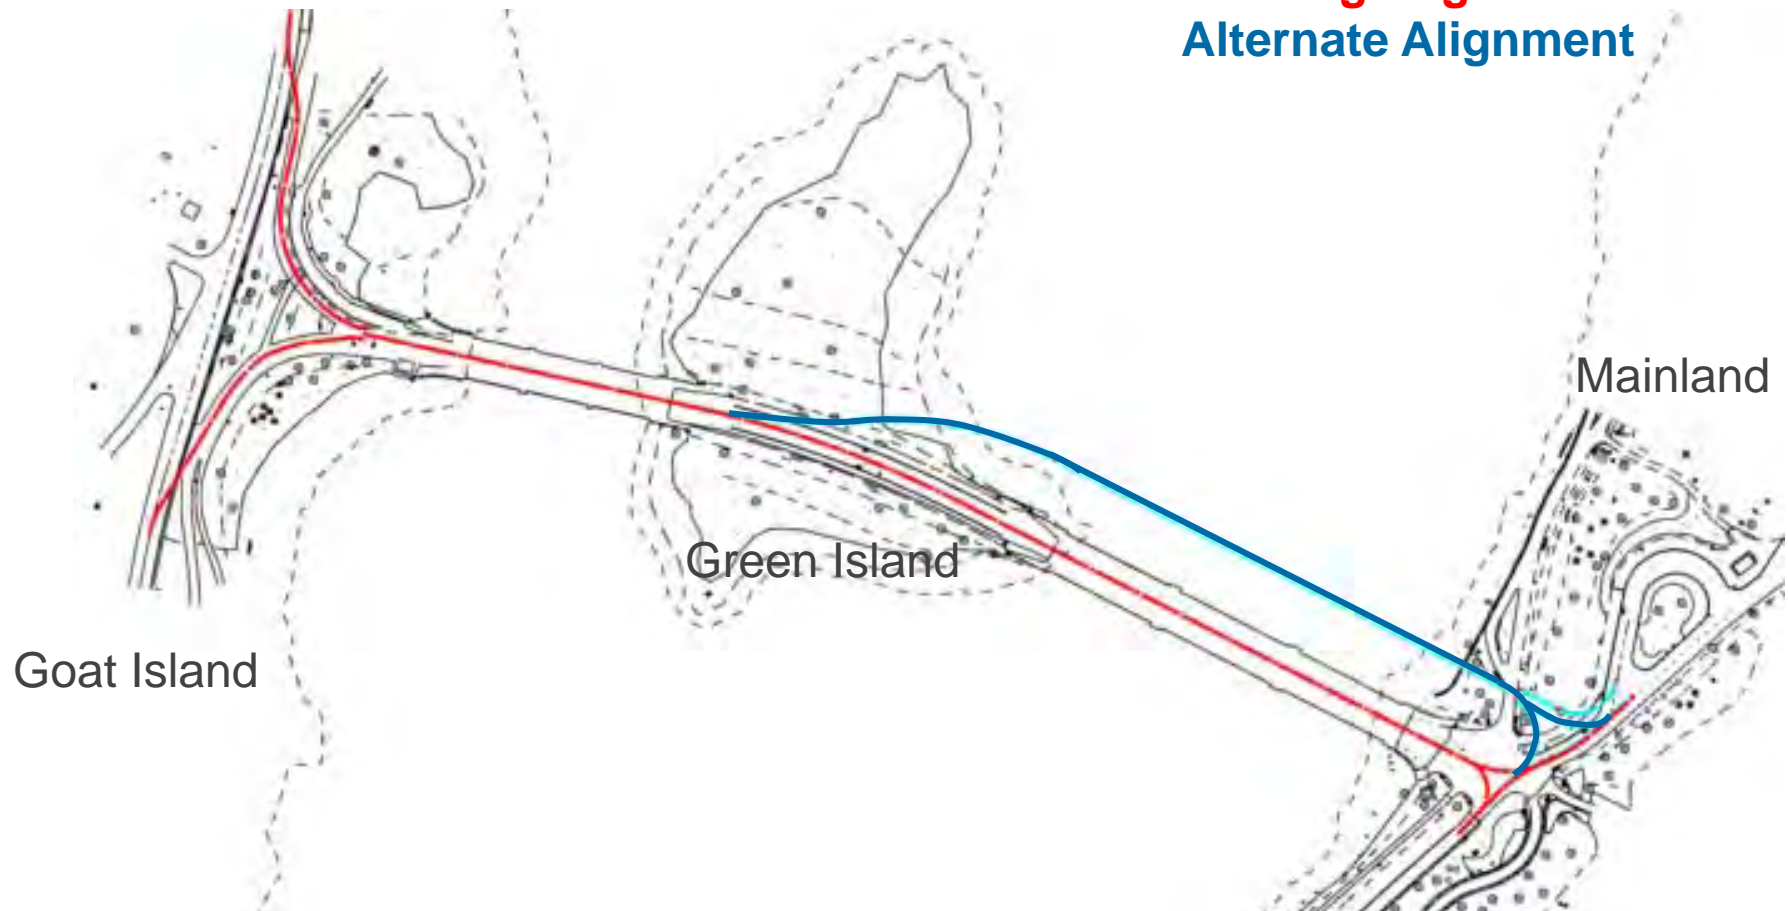 Alternate Alignment
Mainland
Green Island
Goat Island